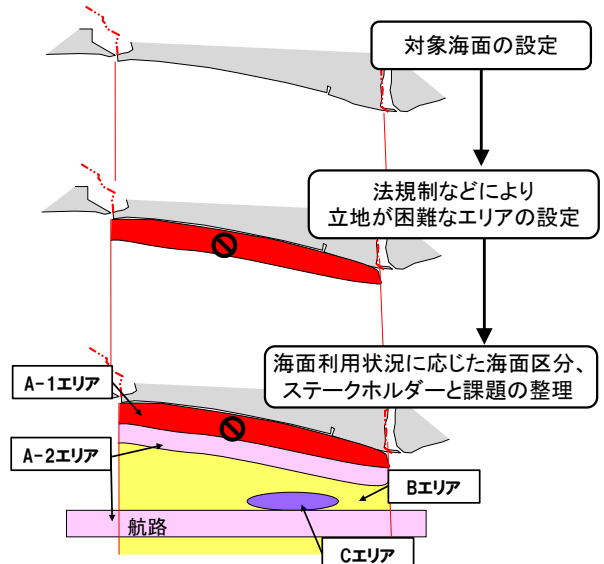 対象海面の設定
法規制などにより
立地が困難なエリアの設定
海面利用状況に応じた海面区分、
ステークホルダーと課題の整理
A-1エリア
A-2エリア
Bエリア
航路
Cエリア